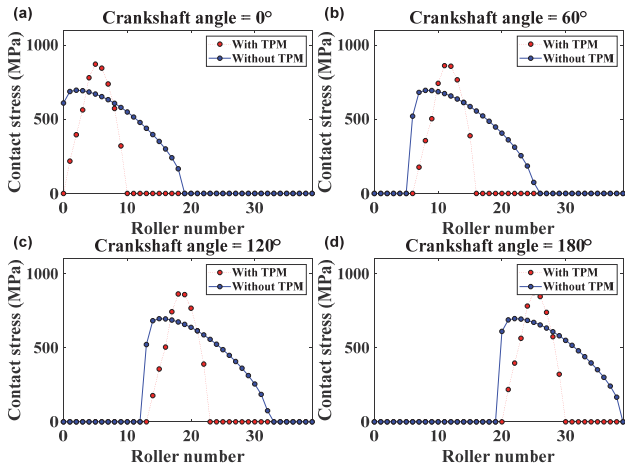 (a) Crankshaft angle = 0°
Contact stress (MPa)
1000
500
0
With TPM
Without TPM
0 10 20 30
Roller number
(b) Crankshaft angle = 60°
Contact stress (MPa)
1000
500
0
With TPM
Without TPM
0 10 20 30
Roller number
(c) Crankshaft angle = 120°
Contact stress (MPa)
1000
500
0
With TPM
Without TPM
0 10 20 30
Roller number
(d) Crankshaft angle = 180°
Contact stress (MPa)
1000
500
0
With TPM
Without TPM
0 10 20 30
Roller number